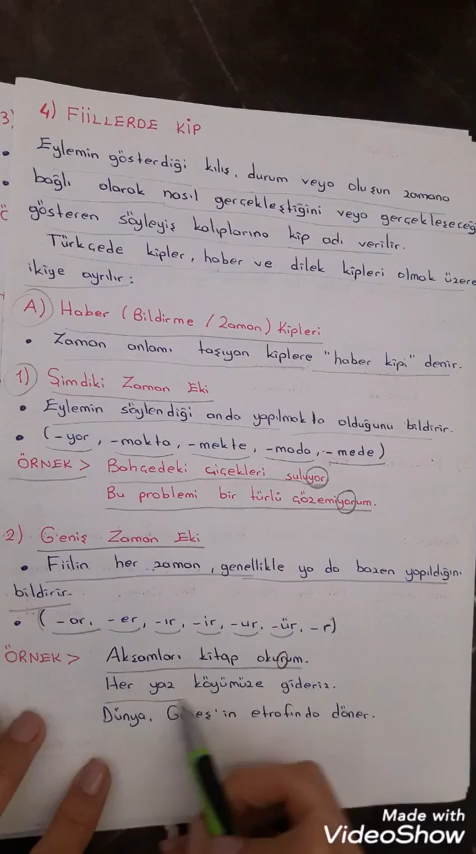 4) FİİLLERDE KİP
Eylemin gösterdiği kılış, durum veya oluşun zamana
bağlı olarak nasıl gerçekleştiğini veya gerçekleşeceğ
gösteren söyleyiş kalıplarına kip adı verilir.
Türkçede kipler, haber ve dilek kipleri olmak üzere
ikiye ayrılır:
A) Haber (Bildirme / Zaman) Kipleri
• Zaman anlamı taşıyan kiplere "haber kipi" denir.
1) Şimdiki Zaman Eki
• Eylemin söylendiği anda yapılmakta olduğunu bildirir.
• (-yor, -makta, -mekte, -mada, -mede)
ÖRNEK > Bahçedeki çiçekleri suluyor
Bu problemi bir türlü çözemiyorum.
2) Geniş Zaman Eki
• Fiilin her zaman, genellikle ya da bazen yapıldığını
bildirir.
• (-ar, -er, -ır, -ir, -ur, -ür, -r)
ÖRNEK > Akşamları kitap okurum.
Her yaz köyümüze gideriz.
Dünya, etrafında döner.
Made with
VideoShow